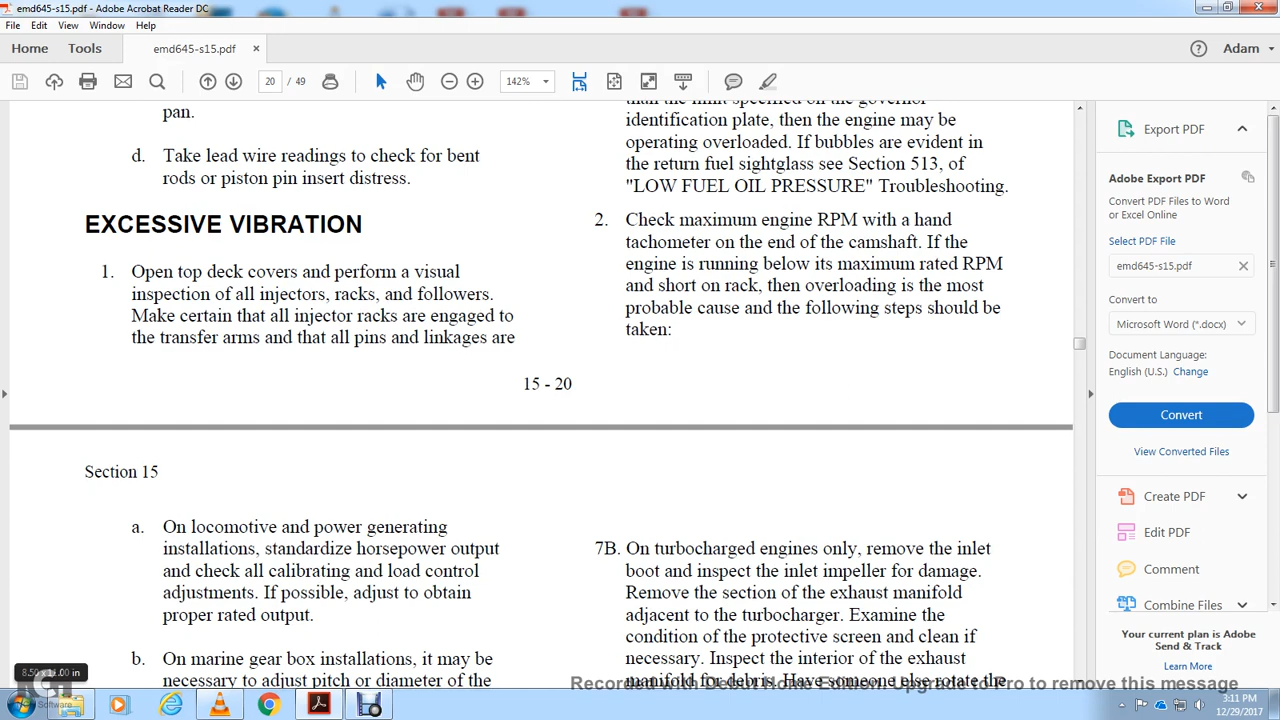 emd645-s15.pdf - Adobe Acrobat Reader DC
File Edit View Window Help
Home Tools emd645-s15.pdf × Adam
20 / 49 142%
pan.
d. Take lead wire readings to check for bent
rods or piston pin insert distress.
EXCESSIVE VIBRATION
1. Open top deck covers and perform a visual
inspection of all injectors, racks, and followers.
Make certain that all injector racks are engaged to
the transfer arms and that all pins and linkages are
than the limit specified on the governor
identification plate, then the engine may be
operating overloaded. If bubbles are evident in
the return fuel sightglass see Section 513, of
"LOW FUEL OIL PRESSURE" Troubleshooting.
2. Check maximum engine RPM with a hand
tachometer on the end of the camshaft. If the
engine is running below its maximum rated RPM
and short on rack, then overloading is the most
probable cause and the following steps should be
taken:
15 - 20
Section 15
a. On locomotive and power generating
installations, standardize horsepower output
and check all calibrating and load control
adjustments. If possible, adjust to obtain
proper rated output.
b. On marine gear box installations, it may be
necessary to adjust pitch or diameter of the
7B. On turbocharged engines only, remove the inlet
boot and inspect the inlet impeller for damage.
Remove the section of the exhaust manifold
adjacent to the turbocharger. Examine the
condition of the protective screen and clean if
necessary. Inspect the interior of the exhaust
manifold for debris. Have someone else rotate the
8.50 x 11.00 in
Export PDF
Adobe Export PDF
Convert PDF Files to Word
or Excel Online
Select PDF File
emd645-s15.pdf
Convert to
Microsoft Word (*.docx)
Document Language:
English (U.S.) Change
Convert
View Converted Files
Create PDF
Edit PDF
Comment
Combine Files
Your current plan is Adobe
Send & Track
Learn More
Software
3:11 PM
12/29/2017